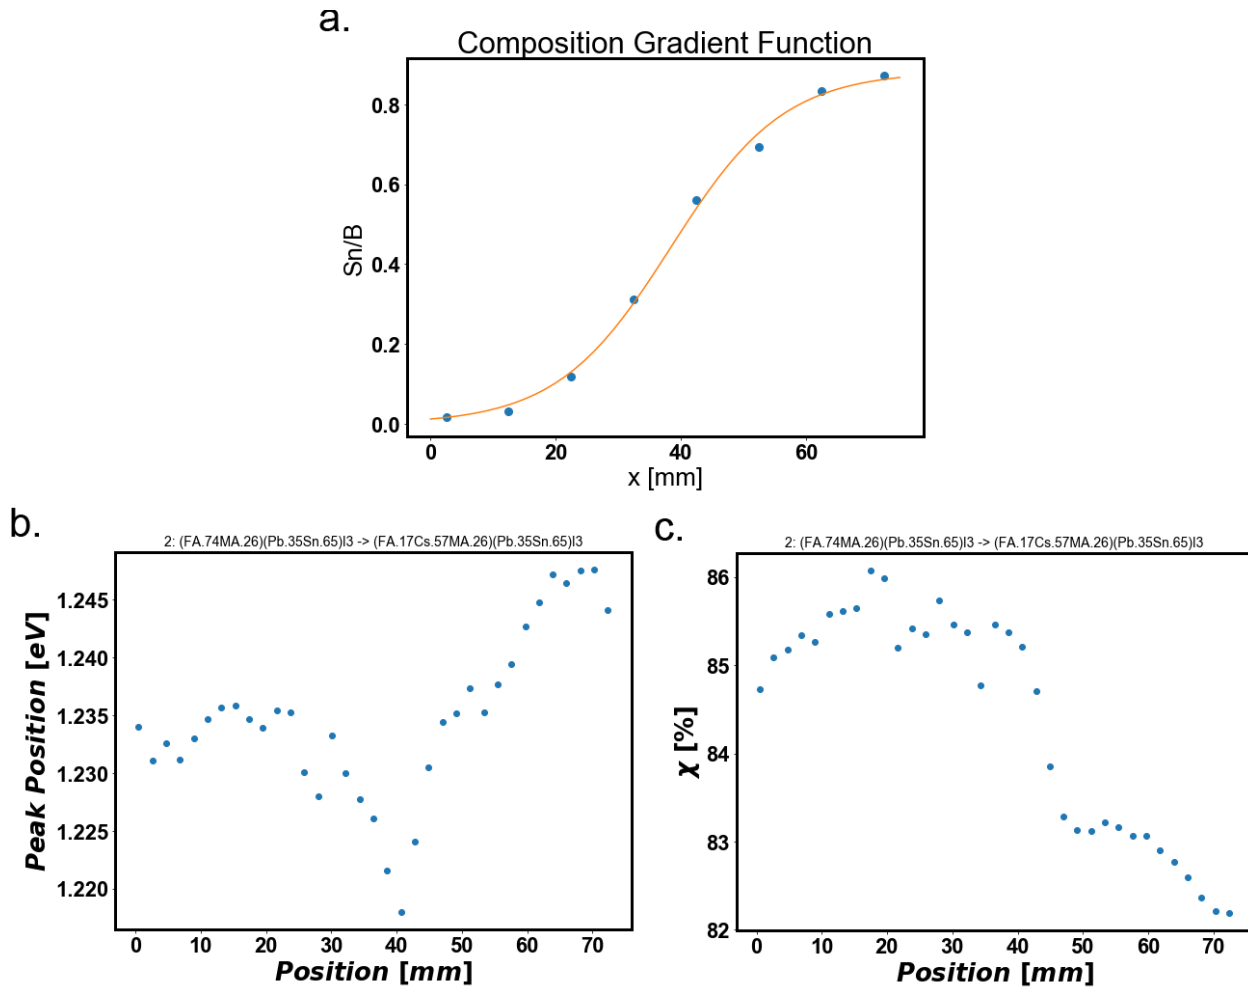 a.
Composition Gradient Function
0.8
0.6
0.4
0.2
0.0
Sn/B
0 20 40 60
x [mm]
b.
2: (FA.74MA.26)(Pb.35Sn.65)I3 -> (FA.17Cs.57MA.26)(Pb.35Sn.65)I3
1.245
1.240
1.235
1.230
1.225
1.220
Peak Position [eV]
0 10 20 30 40 50 60 70
Position [mm]
c.
2: (FA.74MA.26)(Pb.35Sn.65)I3 -> (FA.17Cs.57MA.26)(Pb.35Sn.65)I3
86
85
84
83
82
χ [%]
0 10 20 30 40 50 60 70
Position [mm]